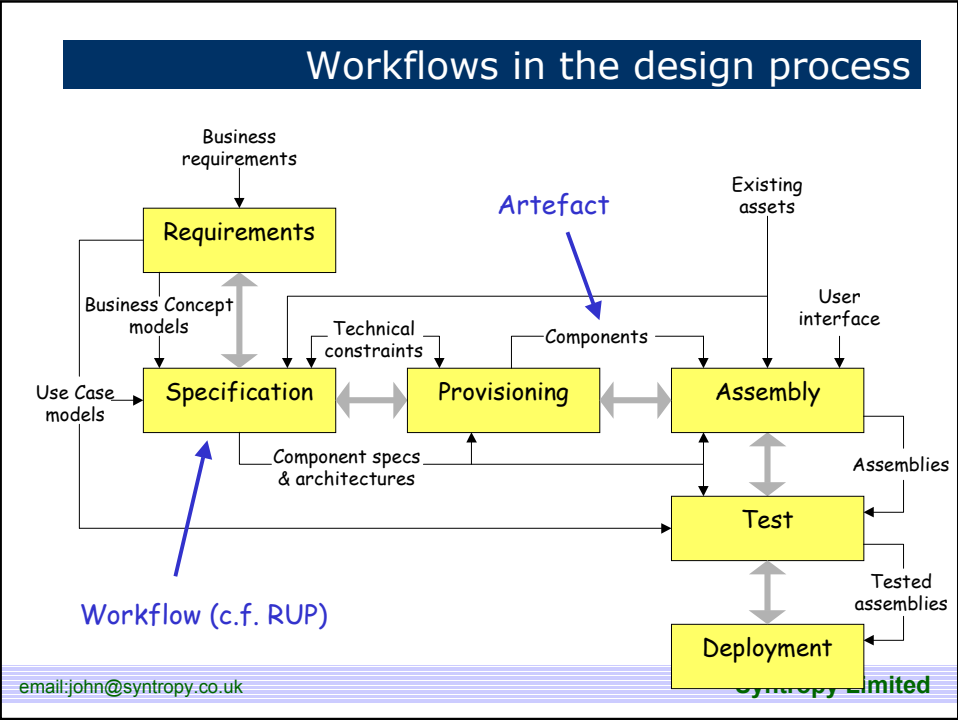 Workflows in the design process
Business
requirements
Existing
assets
Artefact
Requirements
User
interface
Business Concept
models
Technical
constraints
Components
Use Case
models
Specification
Provisioning
Assembly
Component specs
& architectures
Assemblies
Test
Tested
assemblies
Workflow (c.f. RUP)
Deployment
email:john@syntropy.co.uk
Syntropy Limited